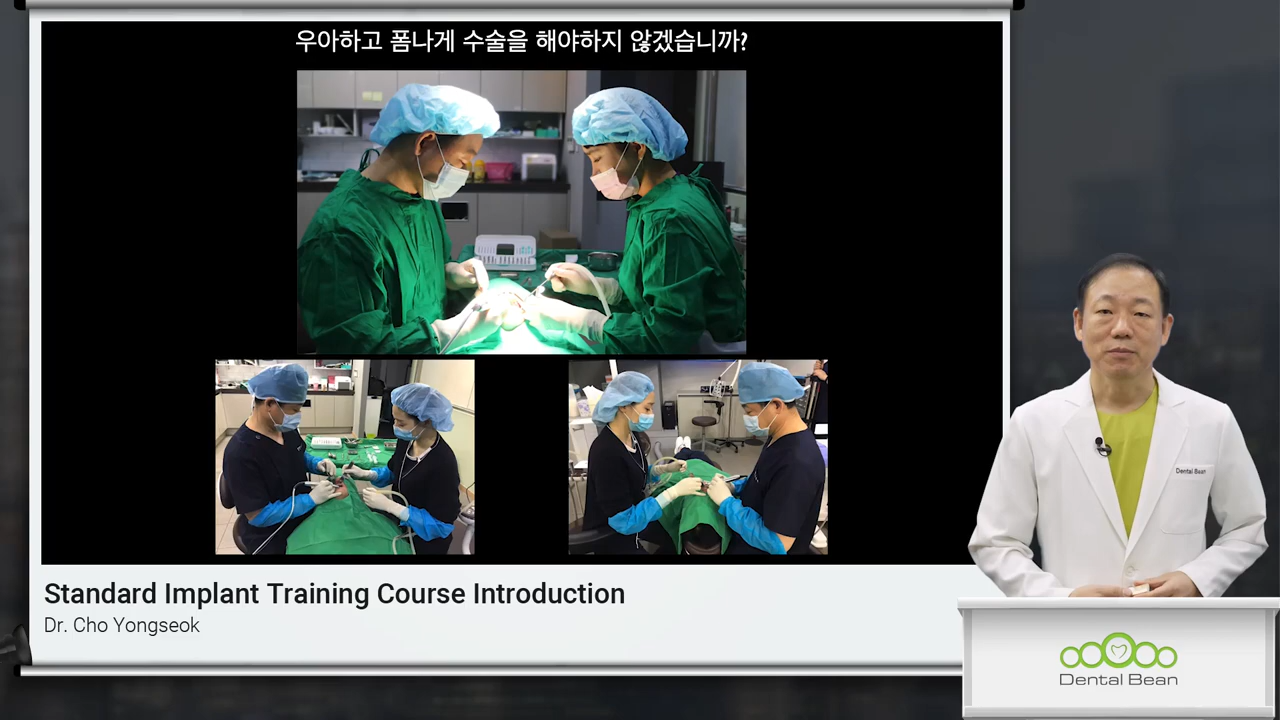 우아하고 폼나게 수술을 해야하지 않겠습니까?
Dental Bean
Standard Implant Training Course Introduction
Dr. Cho Yongseok
Dental Bean